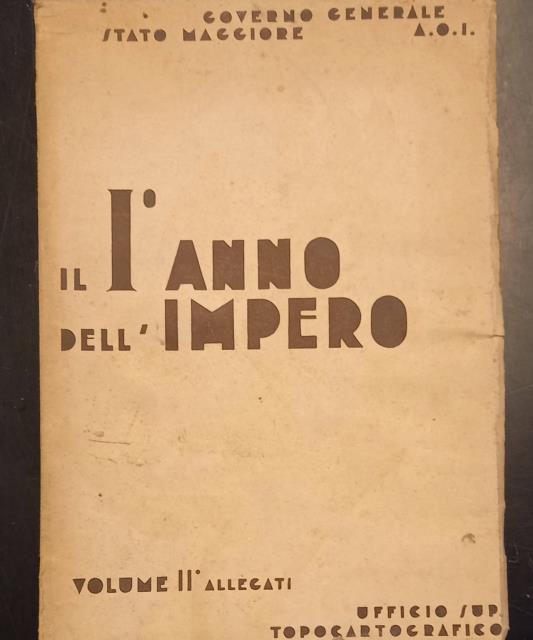 GOVERNO GENERALE
STATO MAGGIORE A.O.I.
IL I° ANNO
DELL' IMPERO
VOLUME II° ALLEGATI
UFFICIO SUP.
TOPOCARTOGRAFICO